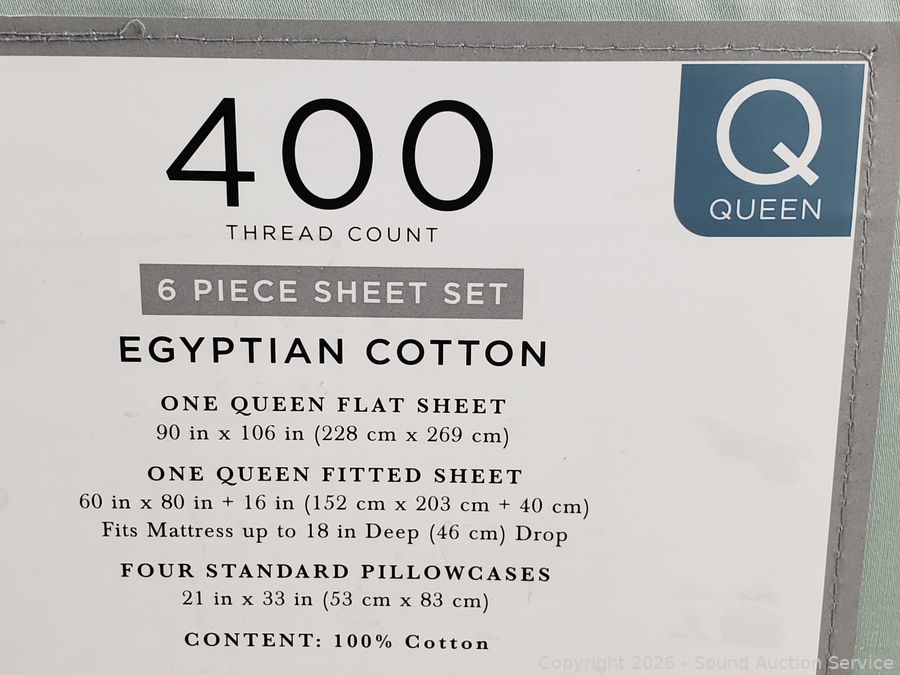 400
THREAD COUNT
Q
QUEEN
6 PIECE SHEET SET
EGYPTIAN COTTON
ONE QUEEN FLAT SHEET
90 in x 106 in (228 cm x 269 cm)
ONE QUEEN FITTED SHEET
60 in x 80 in + 16 in (152 cm x 203 cm + 40 cm)
Fits Mattress up to 18 in Deep (46 cm) Drop
FOUR STANDARD PILLOWCASES
21 in x 33 in (53 cm x 83 cm)
CONTENT: 100% Cotton
Copyright 2026 - Sound Auction Service